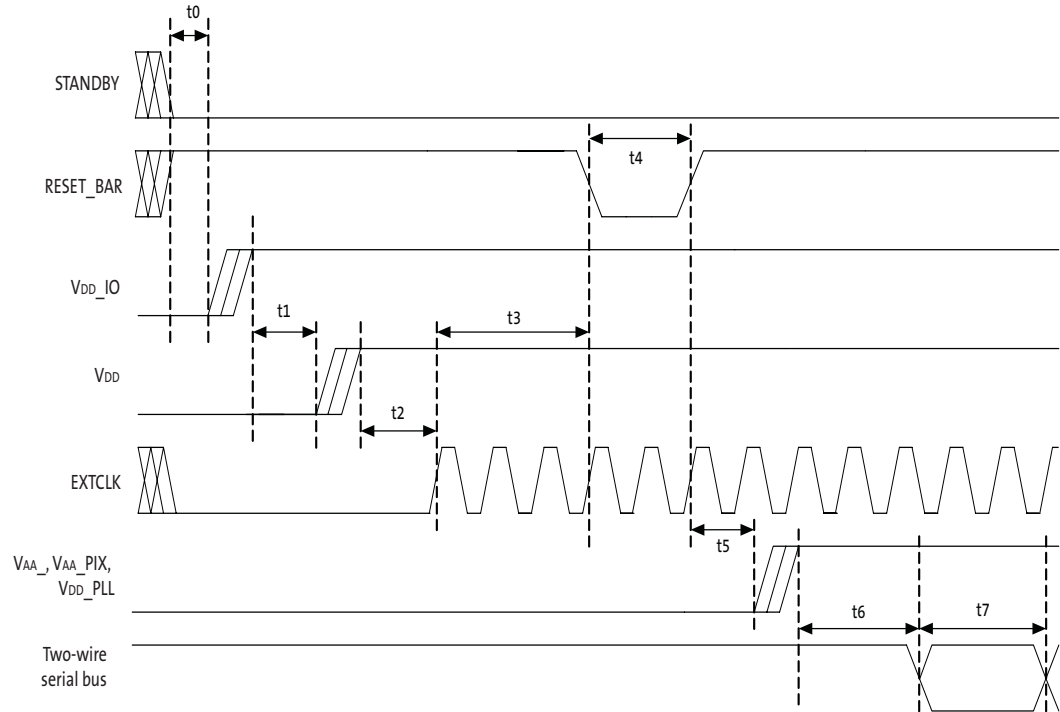 t0
STANDBY
t4
RESET_BAR
VDD_IO
t1
t3
VDD
t2
EXTCLK
t5
VAA_, VAA_PIX,
VDD_PLL
t6
t7
Two-wire
serial bus